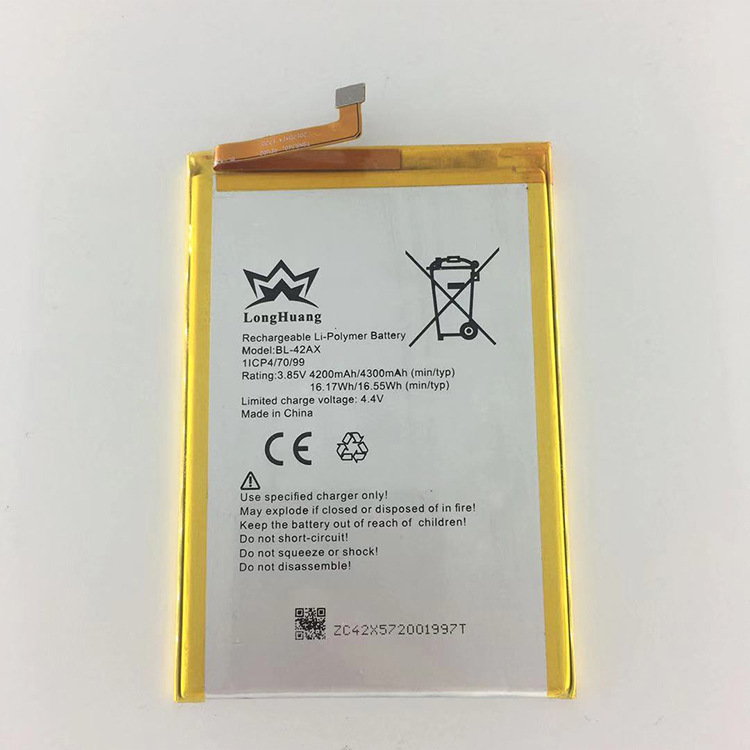 LongHuang
Rechargeable Li-Polymer Battery
Model:BL-42AX
1ICP4/70/99
Rating:3.85V 4200mAh/4300mAh (min/typ)
16.17Wh/16.55Wh (min/typ)
Limited charge voltage: 4.4V
Made in China
CE
Use specified charger only!
May explode if closed or disposed of in fire!
Keep the battery out of reach of children!
Do not short-circuit!
Do not squeeze or shock!
Do not disassemble!
ZC42X572001997T